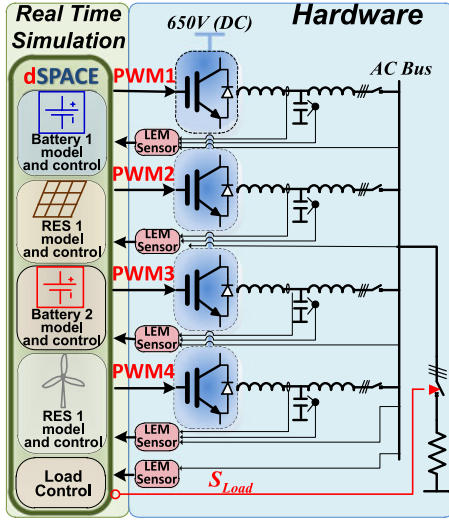 Real Time
Simulation
Hardware
650V (DC)
AC Bus
dSPACE
PWM1
Battery 1
model
and control
LEM
Sensor
PWM2
RES 1
model
and control
LEM
Sensor
PWM3
Battery 2
model
and control
LEM
Sensor
PWM4
RES 1
model
and control
LEM
Sensor
Load
Control
LEM
Sensor
S_Load